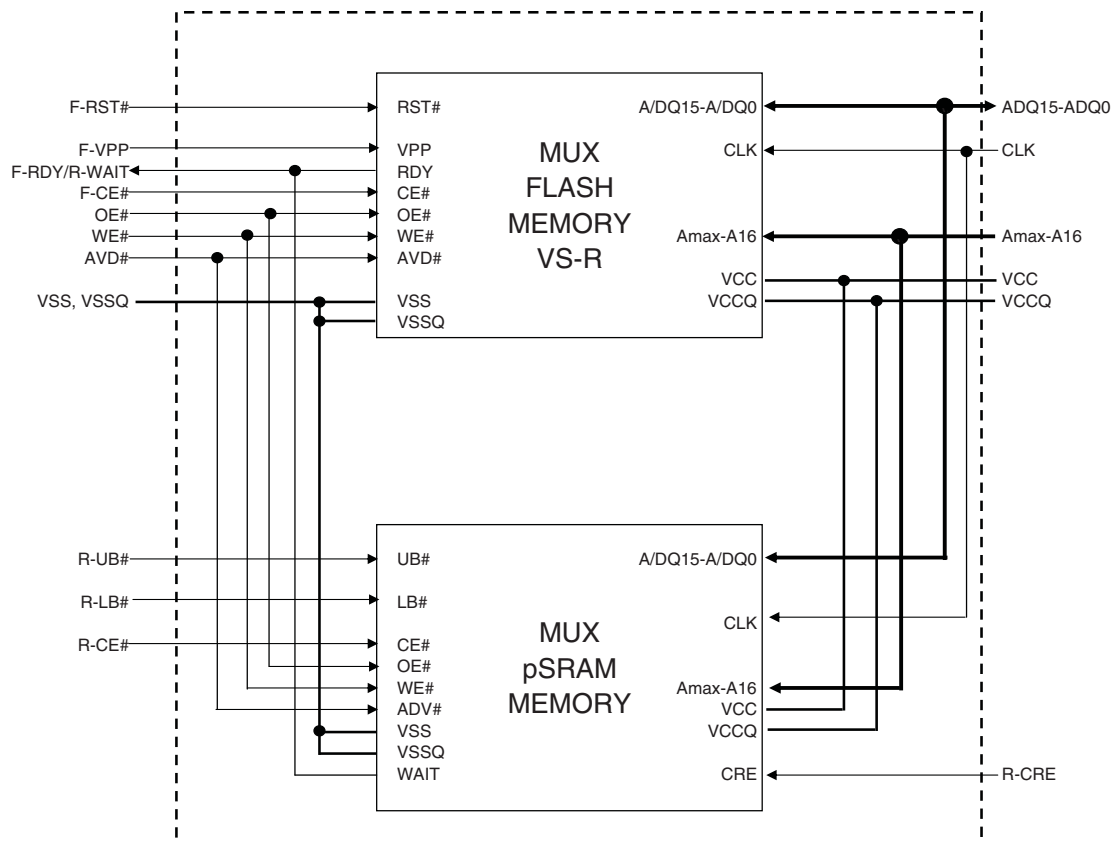 F-RST#
F-VPP
F-RDY/R-WAIT
F-CE#
OE#
WE#
AVD#
VSS, VSSQ
RST#
VPP
RDY
CE#
OE#
WE#
AVD#
VSS
VSSQ
MUX
FLASH
MEMORY
VS-R
A/DQ15-A/DQ0
CLK
Amax-A16
VCC
VCCQ
ADQ15-ADQ0
CLK
Amax-A16
VCC
VCCQ
R-UB#
R-LB#
R-CE#
UB#
LB#
CE#
OE#
WE#
ADV#
VSS
VSSQ
WAIT
MUX
pSRAM
MEMORY
A/DQ15-A/DQ0
CLK
Amax-A16
VCC
VCCQ
CRE
R-CRE